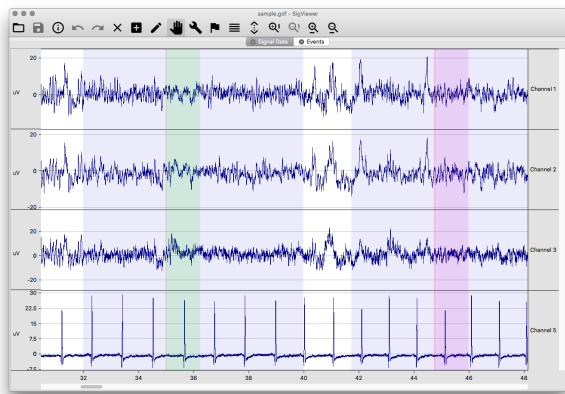 sample.gdf - SigViewer
Signal Data Events
20
uV 0 Channel 1
-20
20
uV 0 Channel 2
-20
20
uV 0 Channel 3
-20
30
22.5
15
uV 7.5 Channel 5
0
-7.5
32 34 36 38 40 42 44 46 48